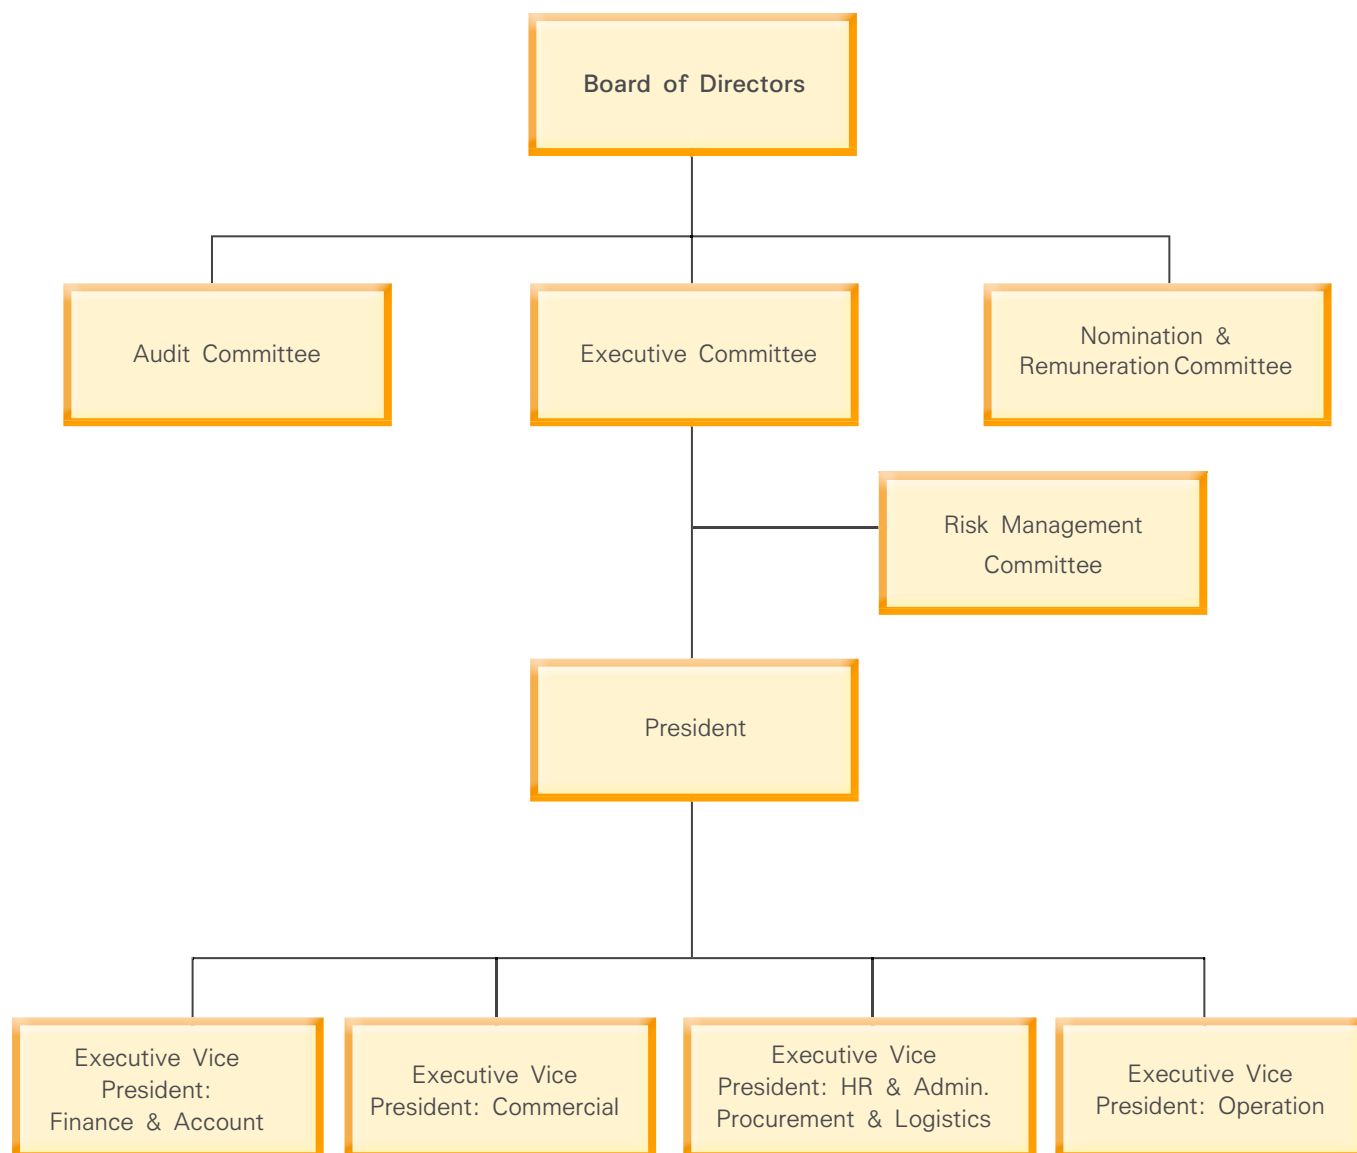 Board of Directors
Audit Committee
Executive Committee
Nomination &
Remuneration Committee
Risk Management
Committee
President
Executive Vice
President:
Finance & Account
Executive Vice
President: Commercial
Executive Vice
President: HR & Admin.
Procurement & Logistics
Executive Vice
President: Operation